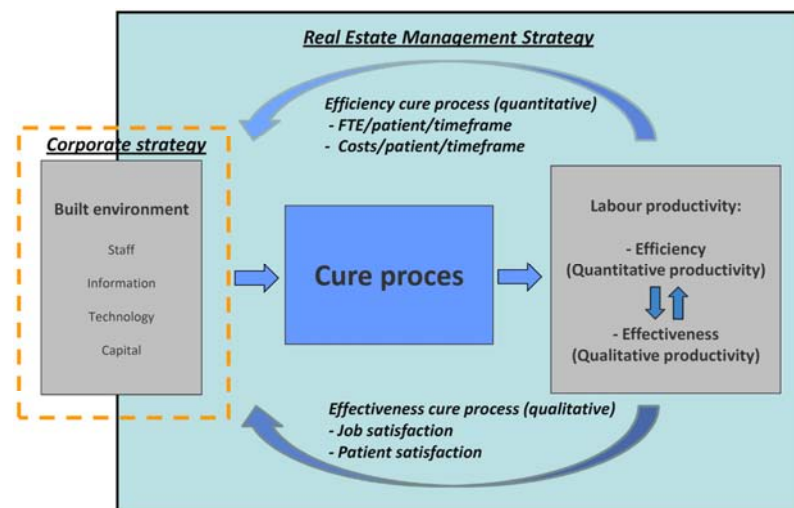 Real Estate Management Strategy
Efficiency cure process (quantitative)
- FTE/patient/timeframe
- Costs/patient/timeframe
Corporate strategy
Built environment
Staff
Information
Technology
Capital
Cure proces
Labour productivity:
- Efficiency
(Quantitative productivity)
- Effectiveness
(Qualitative productivity)
Effectiveness cure process (qualitative)
- Job satisfaction
- Patient satisfaction